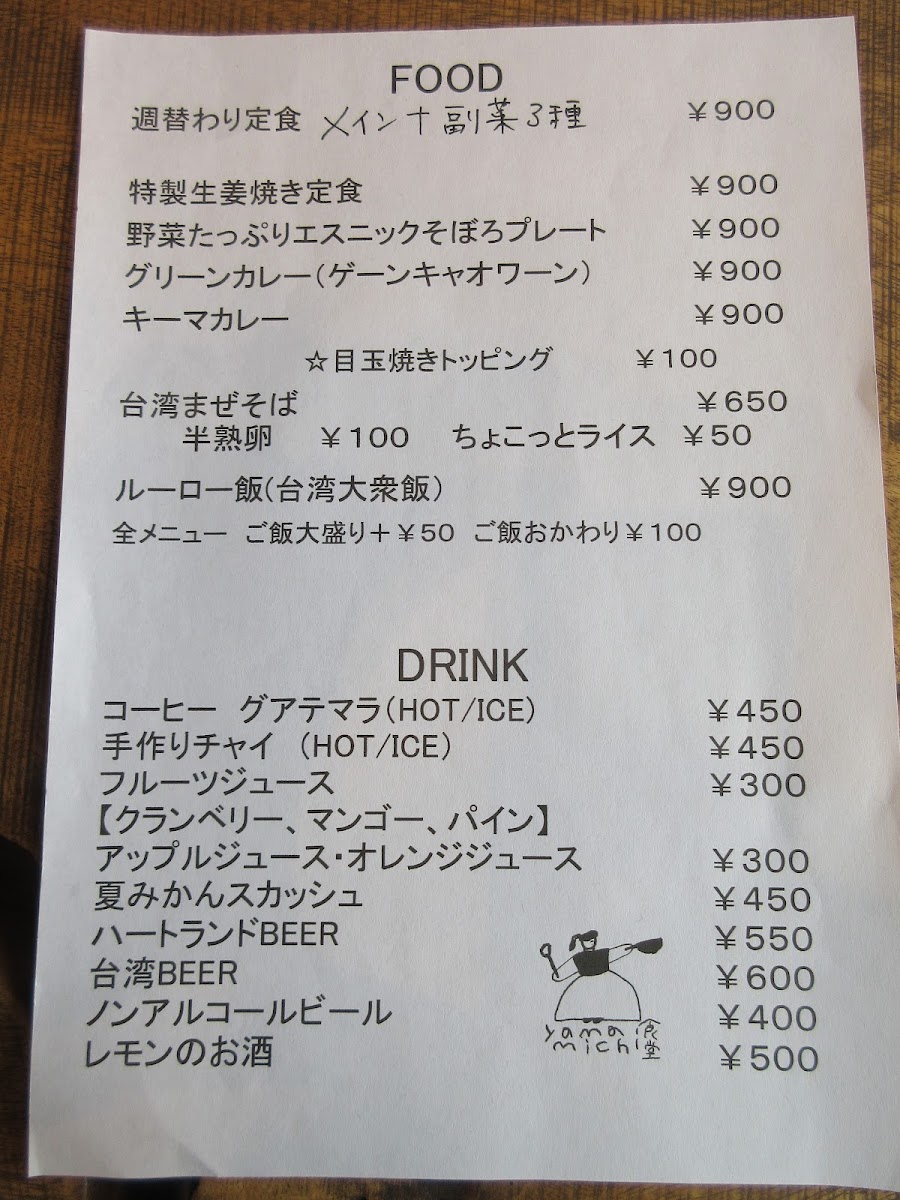 FOOD
週替わり定食 メイン+副菜3種 ￥900
特製生姜焼き定食 ￥900
野菜たっぷりエスニックそぼろプレート ￥900
グリーンカレー（ゲーンキャオワーン） ￥900
キーマカレー ￥900
☆目玉焼きトッピング ￥100
台湾まぜそば ￥650
半熟卵 ￥100 ちょこっとライス ￥50
ルーロー飯(台湾大衆飯） ￥900
全メニュー ご飯大盛り＋￥50 ご飯おかわり￥100
DRINK
コーヒー グアテマラ（HOT/ICE） ￥450
手作りチャイ （HOT/ICE） ￥450
フルーツジュース ￥300
【クランベリー、マンゴー、パイン】
アップルジュース・オレンジジュース ￥300
夏みかんスカッシュ ￥450
ハートランドBEER ￥550
台湾BEER ￥600
ノンアルコールビール ￥400
レモンのお酒 ￥500
yama
michi食堂